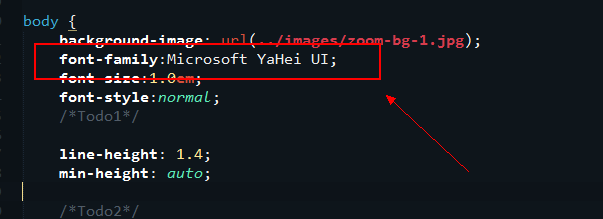 body {
background-image: url(../images/zoom-bg-1.jpg);
font-family:Microsoft YaHei UI;
font-size:1.0em;
font-style:normal;
/*Todo1*/
line-height: 1.4;
min-height: auto;
/*Todo2*/